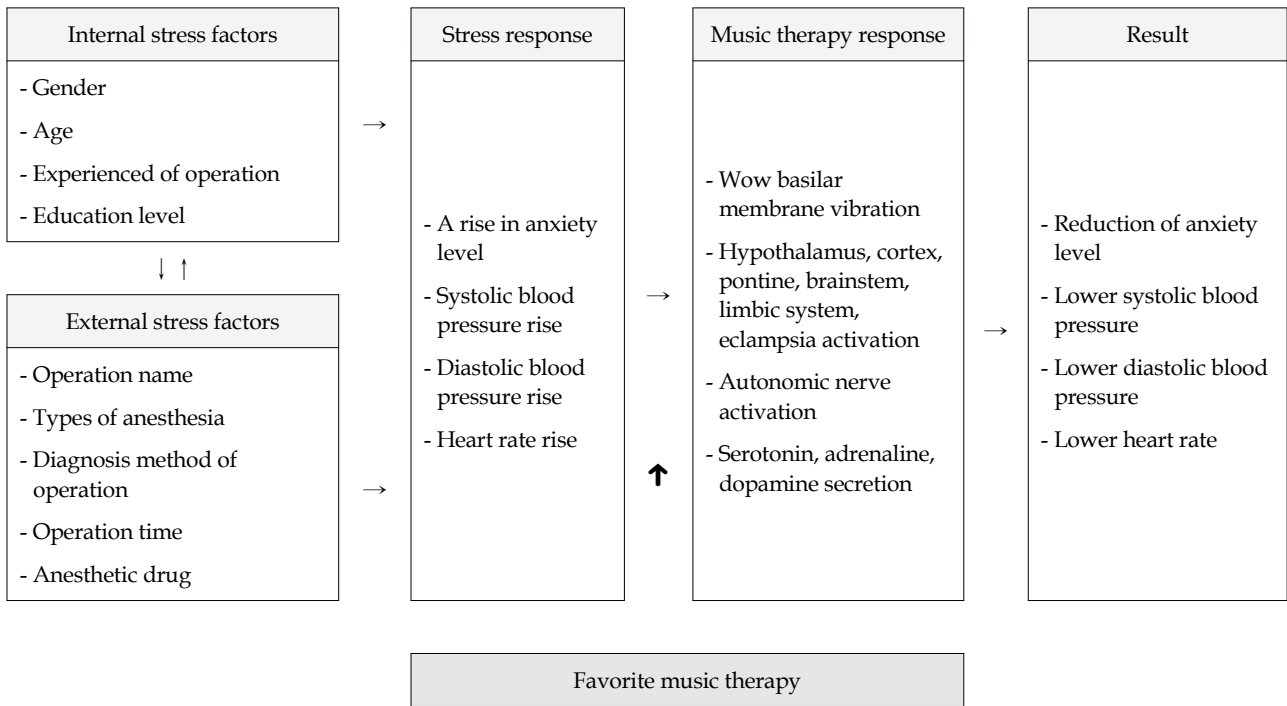 Internal stress factors
- Gender
- Age
- Experienced of operation
- Education level
↓ ↑
External stress factors
- Operation name
- Types of anesthesia
- Diagnosis method of
operation
- Operation time
- Anesthetic drug
→
→
Stress response
- A rise in anxiety
level
- Systolic blood
pressure rise
- Diastolic blood
pressure rise
- Heart rate rise
→
↑
Music therapy response
- Wow basilar
membrane vibration
- Hypothalamus, cortex,
pontine, brainstem,
limbic system,
eclampsia activation
- Autonomic nerve
activation
- Serotonin, adrenaline,
dopamine secretion
→
Result
- Reduction of anxiety
level
- Lower systolic blood
pressure
- Lower diastolic blood
pressure
- Lower heart rate
Favorite music therapy